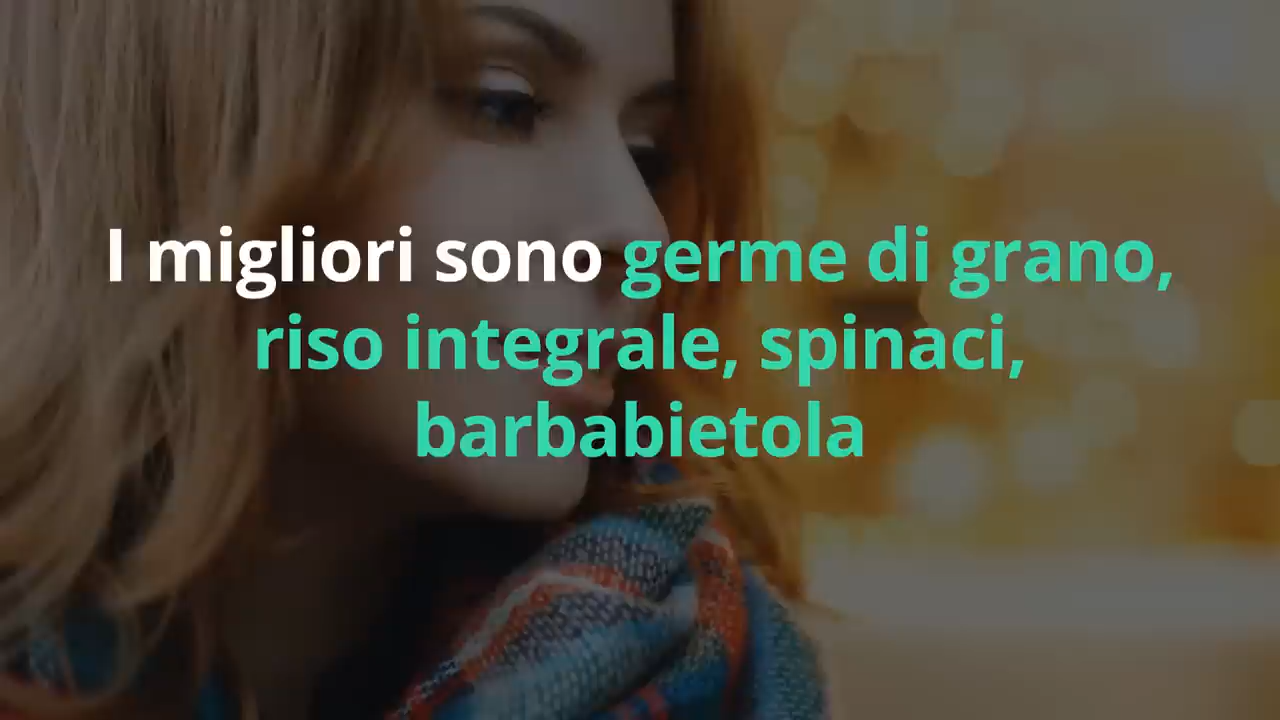 I migliori sono germe di grano,
riso integrale, spinaci,
barbabietola